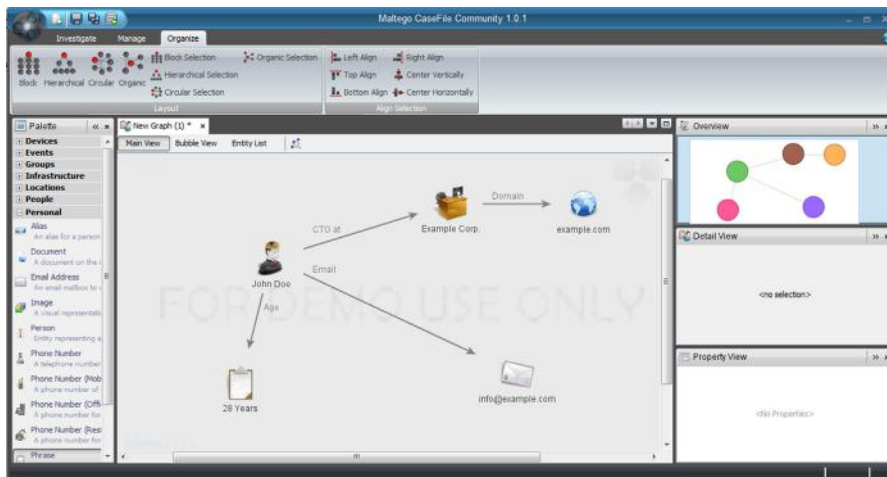 Maltego CaseFile Community 1.0.1
Investigate Manage Organize
Block Hierarchical Circular Organic
Block Selection
Hierarchical Selection
Circular Selection
Organic Selection
Left Align
Top Align
Bottom Align
Right Align
Center Vertically
Center Horizontally
Layout
Align Selection
Palette
Devices
Events
Groups
Infrastructure
Locations
People
Personal
Alias
An alias for a person
Document
A document on the i
Email Address
An email mailbox to
Image
A visual representati
Person
Entity representing a
Phone Number
A telephone number
Phone Number (Mob
A phone number of
Phone Number (Offi
A phone number for
Phone Number (Resi
A phone number for
Phrase
New Graph (1) *
Main View Bubble View Entity List
FOR DEMO USE ONLY
CTO at
Example Corp.
Domain
example.com
John Doe
Email
Age
28 Years
info@example.com
Overview
Detail View
<no selection>
Property View
<No Properties>